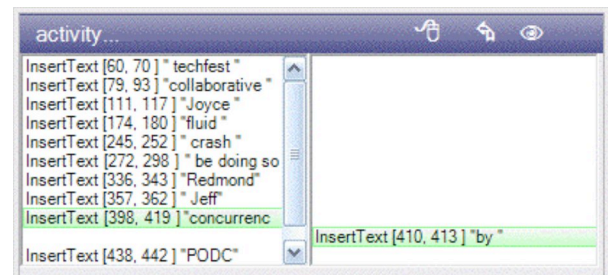 activity...
InsertText [60, 70 ] " techfest "
InsertText [79, 93 ] "collaborative "
InsertText [111, 117 ] "Joyce "
InsertText [174, 180 ] "fluid "
InsertText [245, 252 ] " crash "
InsertText [272, 298 ] " be doing so
InsertText [336, 343 ] "Redmond"
InsertText [357, 362 ] " Jeff"
InsertText [398, 419 ] "concurrenc
InsertText [410, 413 ] "by "
InsertText [438, 442 ] "PODC"